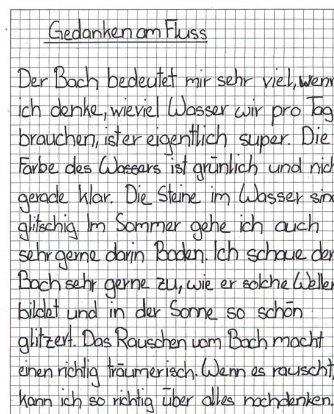 Gedanken am Fluss
Der Bach bedeutet mir sehr viel, wenn
ich denke, wieviel Wasser wir pro Tag
brauchen, ist er eigentlich super. Die
Farbe des Wassers ist grünlich und nich
gerade klar. Die Steine im Wasser sind
glitschig Im Sommer gehe ich auch
sehr gerne darin Baden. Ich schaue dem
Bach sehr gerne zu, wie er solche Wellen
bildet und in der Sonne so schön
glitzert. Das Rauschen vom Bach macht
einen richtig träumerisch. Wenn es rauscht,
kann ich so richtig über alles nachdenken.